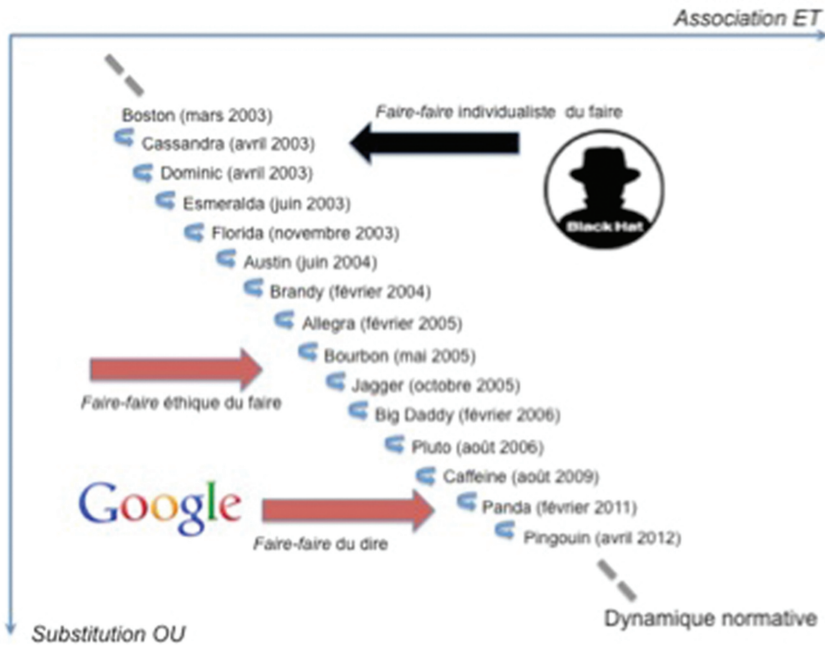 Association ET
Boston (mars 2003)
Faire-faire individualiste du faire
Cassandra (avril 2003)
Dominic (avril 2003)
Esmeralda (juin 2003)
Black Hat
Florida (novembre 2003)
Austin (juin 2004)
Brandy (février 2004)
Allegra (février 2005)
Bourbon (mai 2005)
Jagger (octobre 2005)
Faire-faire éthique du faire
Big Daddy (février 2006)
Pluto (août 2006)
Caffeine (août 2009)
Google
Panda (février 2011)
Pingouin (avril 2012)
Faire-faire du dire
Dynamique normative
Substitution OU